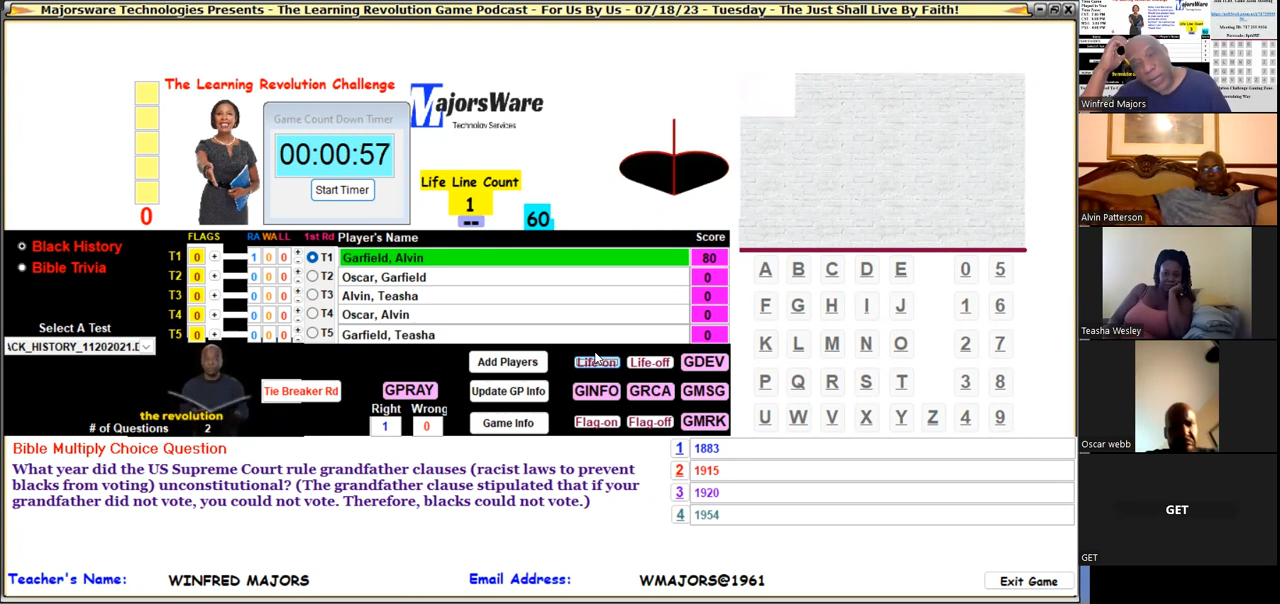 Majorsware Technologies Presents - The Learning Revolution Game Podcast - For Us By Us - 07/18/23 - Tuesday - The Just Shall Live By Faith!
The Learning Revolution Challenge
MajorsWare
Technology Services
Game Count Down Timer
00:00:57
Start Timer
Life Line Count
1
--
60
0
FLAGS RA WA LL 1st Rd Player's Name Score
Black History
Bible Trivia
T1 0 + 1 0 0 + - T1 Garfield, Alvin 80
T2 0 + 0 0 0 + - T2 Oscar, Garfield 0
T3 0 + 0 0 0 + - T3 Alvin, Teasha 0
T4 0 + 0 0 0 + - T4 Oscar, Alvin 0
T5 0 + 0 0 0 + - T5 Garfield, Teasha 0
Select A Test
ACK_HISTORY_11202021.D
the revolution
# of Questions 2
Tie Breaker Rd
GPRAY
Right Wrong
1 0
Add Players Life-on Life-off GDEV
Update GP Info GINFO GRCA GMSG
Game Info Flag-on Flag-off GMRK
A B C D E 0 5
F G H I J 1 6
K L M N O 2 7
P Q R S T 3 8
U V W X Y Z 4 9
Bible Multiply Choice Question
What year did the US Supreme Court rule grandfather clauses (racist laws to prevent
blacks from voting) unconstitutional? (The grandfather clause stipulated that if your
grandfather did not vote, you could not vote. Therefore, blacks could not vote.)
1 1883
2 1915
3 1920
4 1954
Teacher's Name: WINFRED MAJORS Email Address: WMAJORS@1961 Exit Game
Winfred Majors
Alvin Patterson
Teasha Wesley
Oscar webb
GET
GET